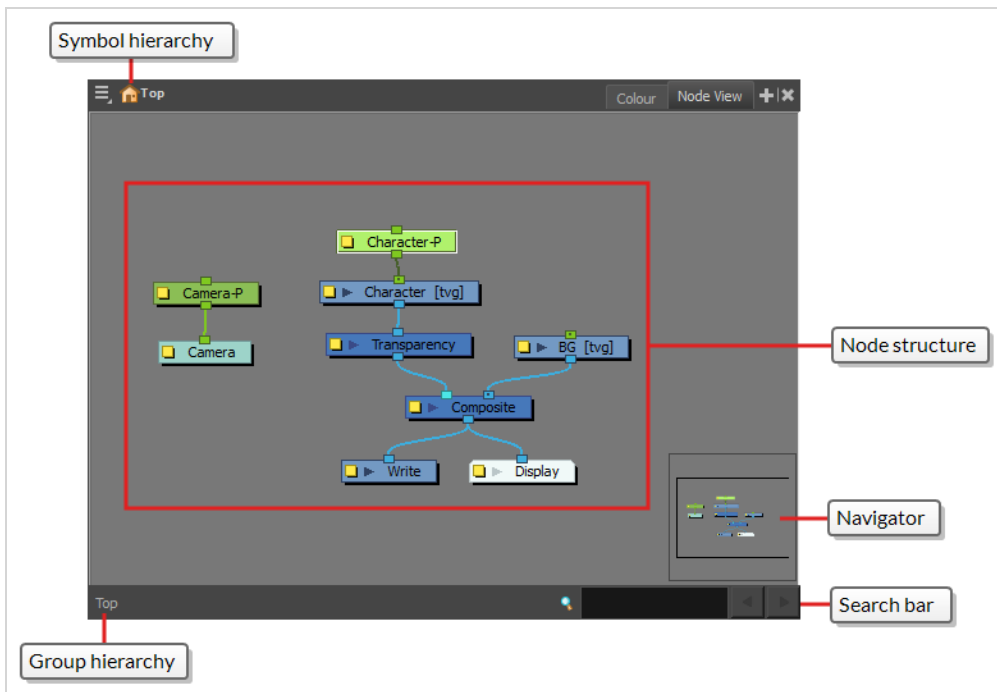 Symbol hierarchy
Top
Colour
Node View
Character-P
Camera-P
Character [tvg]
Camera
Transparency
BG [tvg]
Node structure
Composite
Write
Display
Navigator
Top
Search bar
Group hierarchy